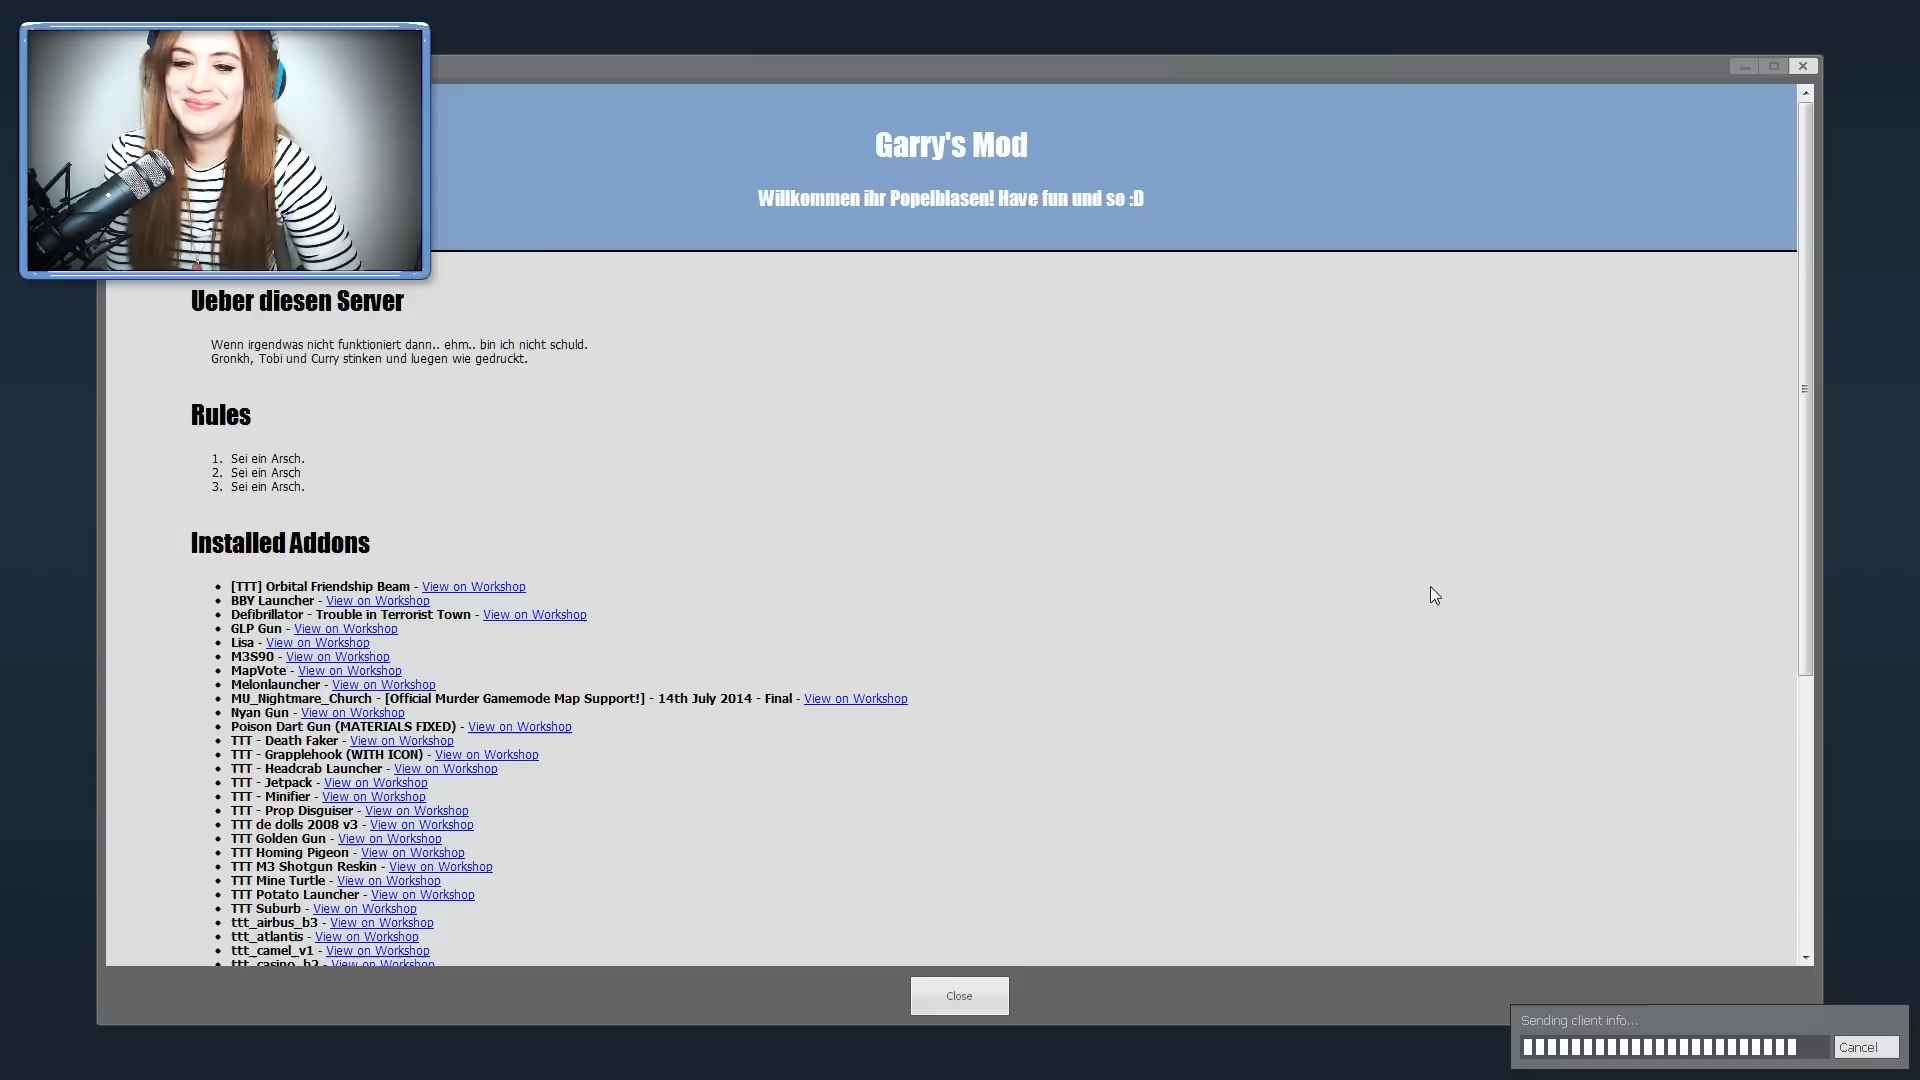 Garry's Mod
Willkommen ihr Popelblasen! Have fun und so :D
Ueber diesen Server
Wenn irgendwas nicht funktioniert dann.. ehm.. bin ich nicht schuld.
Gronkh, Tobi und Curry stinken und luegen wie gedruckt.
Rules
1. Sei ein Arsch.
2. Sei ein Arsch
3. Sei ein Arsch.
Installed Addons
[TTT] Orbital Friendship Beam - View on Workshop
BBY Launcher - View on Workshop
Defibrillator - Trouble in Terrorist Town - View on Workshop
GLP Gun - View on Workshop
Lisa - View on Workshop
M3S90 - View on Workshop
MapVote - View on Workshop
Melonlauncher - View on Workshop
MU_Nightmare_Church - [Official Murder Gamemode Map Support!] - 14th July 2014 - Final - View on Workshop
Nyan Gun - View on Workshop
Poison Dart Gun (MATERIALS FIXED) - View on Workshop
TTT - Death Faker - View on Workshop
TTT - Grapplehook (WITH ICON) - View on Workshop
TTT - Headcrab Launcher - View on Workshop
TTT - Jetpack - View on Workshop
TTT - Minifier - View on Workshop
TTT - Prop Disguiser - View on Workshop
TTT de dolls 2008 v3 - View on Workshop
TTT Golden Gun - View on Workshop
TTT Homing Pigeon - View on Workshop
TTT M3 Shotgun Reskin - View on Workshop
TTT Mine Turtle - View on Workshop
TTT Potato Launcher - View on Workshop
TTT Suburb - View on Workshop
ttt_airbus_b3 - View on Workshop
ttt_atlantis - View on Workshop
ttt_camel_v1 - View on Workshop
ttt_casino_b2 - View on Workshop
Close
Sending client info...
Cancel